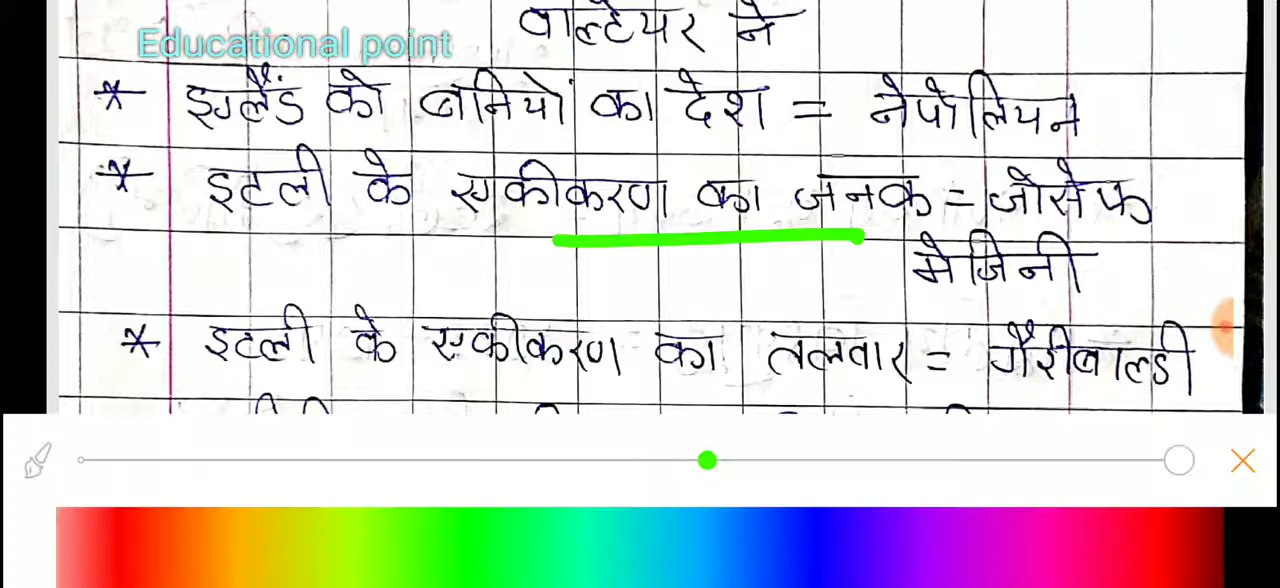 वाल्टेयर ने
Educational point
* इग्लैंड को बनियों का देश = नेपोलियन
* इटली के एकीकरण का जनक = जोसेफ
मेजिनी
* इटली के एकीकरण का तलवार = गैरीबाल्डी